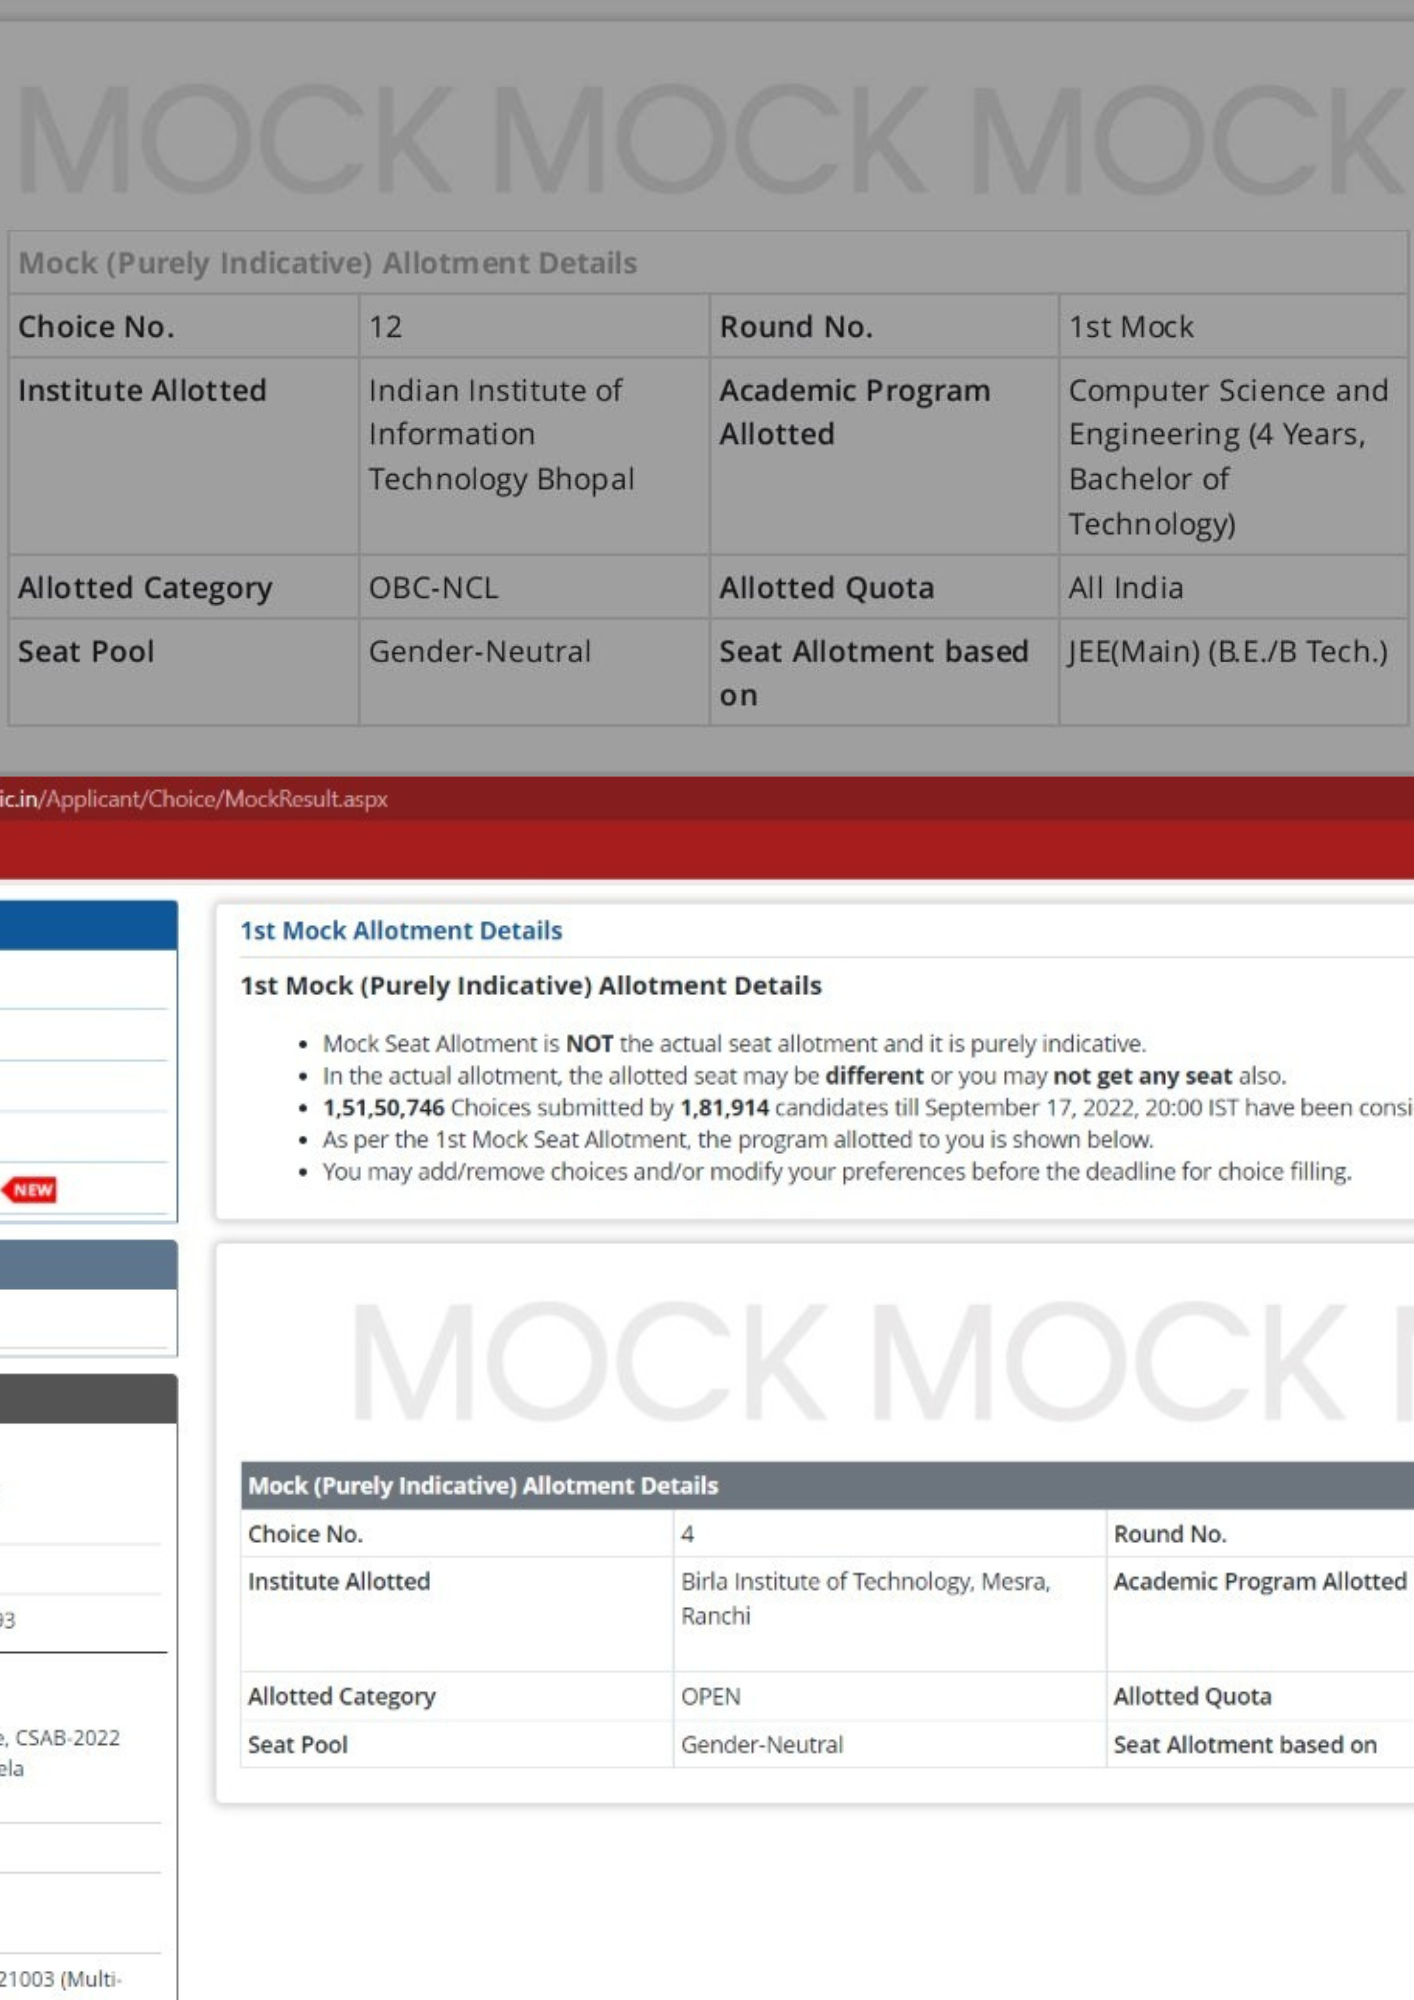 MOCK MOCK MOCK
Mock (Purely Indicative) Allotment Details
Choice No. 12 Round No. 1st Mock
Institute Allotted Indian Institute of Academic Program Computer Science and
Information Allotted Engineering (4 Years,
Technology Bhopal Bachelor of
Technology)
Allotted Category OBC-NCL Allotted Quota All India
Seat Pool Gender-Neutral Seat Allotment based JEE(Main) (B.E./B Tech.)
on
ic.in/Applicant/Choice/MockResult.aspx
1st Mock Allotment Details
1st Mock (Purely Indicative) Allotment Details
• Mock Seat Allotment is NOT the actual seat allotment and it is purely indicative.
• In the actual allotment, the allotted seat may be different or you may not get any seat also.
• 1,51,50,746 Choices submitted by 1,81,914 candidates till September 17, 2022, 20:00 IST have been consi
• As per the 1st Mock Seat Allotment, the program allotted to you is shown below.
• You may add/remove choices and/or modify your preferences before the deadline for choice filling.
NEW
MOCK MOCK
Mock (Purely Indicative) Allotment Details
Choice No. 4 Round No.
Institute Allotted Birla Institute of Technology, Mesra, Academic Program Allotted
Ranchi
Allotted Category OPEN Allotted Quota
Seat Pool Gender-Neutral Seat Allotment based on
93
e, CSAB-2022
ela
21003 (Multi-